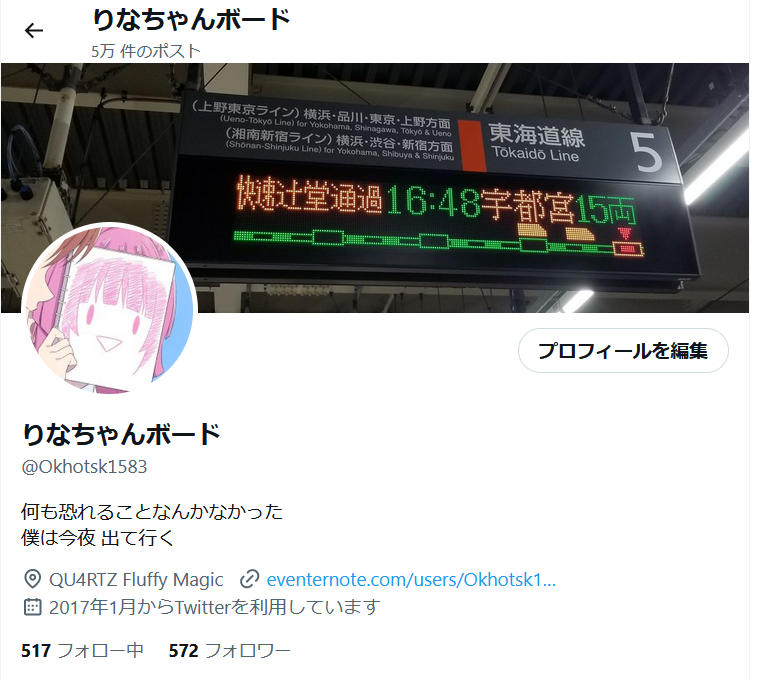 りなちゃんボード
5万 件のポスト
(上野東京ライン) 横浜・品川・東京・上野方面
(Ueno-Tōkyō Line) for Yokohama, Shinagawa, Tōkyō & Ueno
(湘南新宿ライン) 横浜・渋谷・新宿方面
(Shōnan-Shinjuku Line) for Yokohama, Shibuya & Shinjuku
東海道線
Tōkaidō Line
5
快速辻堂通過16:48宇都宮15両
プロフィールを編集
りなちゃんボード
@Okhotsk1583
何も恐れることなんかなかった
僕は今夜 出て行く
QU4RTZ Fluffy Magic eventernote.com/users/Okhotsk1...
2017年1月からTwitterを利用しています
517 フォロー中 572 フォロワー